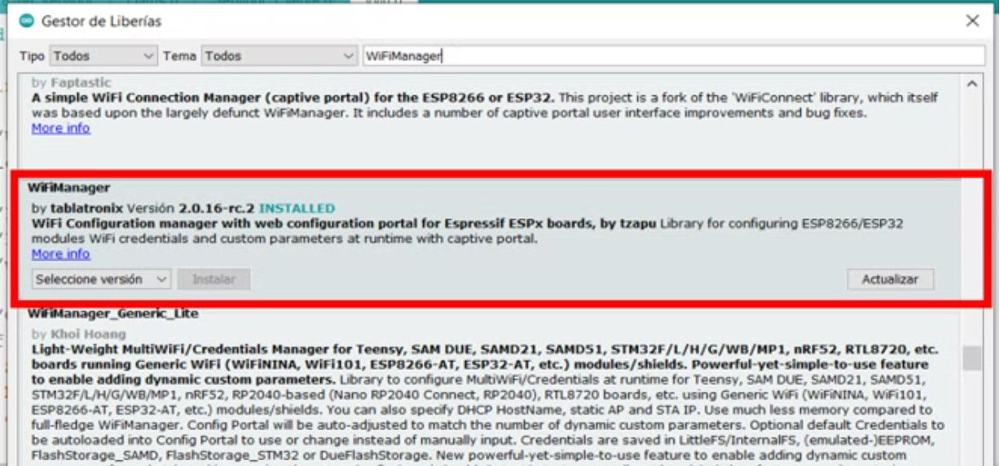 Gestor de Liberías
Tipo Todos Tema Todos WiFiManager
by Faptastic
A simple WiFi Connection Manager (captive portal) for the ESP8266 or ESP32. This project is a fork of the 'WiFiConnect' library, which itself
was based upon the largely defunct WiFiManager. It includes a number of captive portal user interface improvements and bug fixes.
More info
WiFiManager
by tablatronix Versión 2.0.16-rc.2 INSTALLED
WiFi Configuration manager with web configuration portal for Espressif ESPx boards, by tzapu Library for configuring ESP8266/ESP32
modules WiFi credentials and custom parameters at runtime with captive portal.
More info
Seleccione versión Instalar Actualizar
WiFiManager_Generic_Lite
by Khoi Hoang
Light-Weight MultiWiFi/Credentials Manager for Teensy, SAM DUE, SAMD21, SAMD51, STM32F/L/H/G/WB/MP1, nRF52, RTL8720, etc.
boards running Generic WiFi (WiFiNINA, WiFi101, ESP8266-AT, ESP32-AT, etc.) modules/shields. Powerful-yet-simple-to-use feature
to enable adding dynamic custom parameters. Library to configure MultiWiFi/Credentials at runtime for Teensy, SAM DUE, SAMD21, SAMD51,
STM32F/L/H/G/WB/MP1, nRF52, RP2040-based (Nano RP2040 Connect, RP2040), RTL8720 boards, etc. using Generic WiFi (WiFiNINA, WiFi101,
ESP8266-AT, ESP32-AT, etc.) modules/shields. You can also specify DHCP HostName, static AP and STA IP. Use much less memory compared to
full-fledge WiFiManager. Config Portal will be auto-adjusted to match the number of dynamic custom parameters. Optional default Credentials to
be autoloaded into Config Portal to use or change instead of manually input. Credentials are saved in LittleFS/InternalFS, (emulated-)EEPROM,
FlashStorage_SAMD, FlashStorage_STM32 or DueFlashStorage. New powerful-yet-simple-to-use feature to enable adding dynamic custom